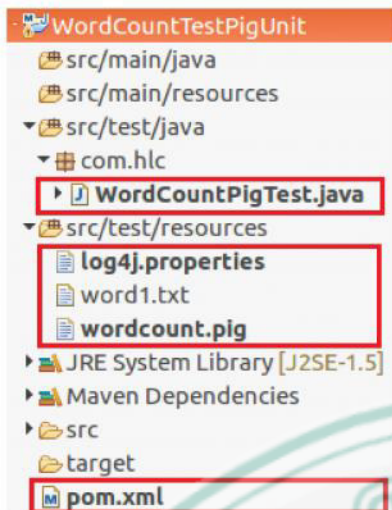 WordCountTestPigUnit
src/main/java
src/main/resources
src/test/java
com.hlc
WordCountPigTest.java
src/test/resources
log4j.properties
word1.txt
wordcount.pig
JRE System Library [J2SE-1.5]
Maven Dependencies
src
target
pom.xml